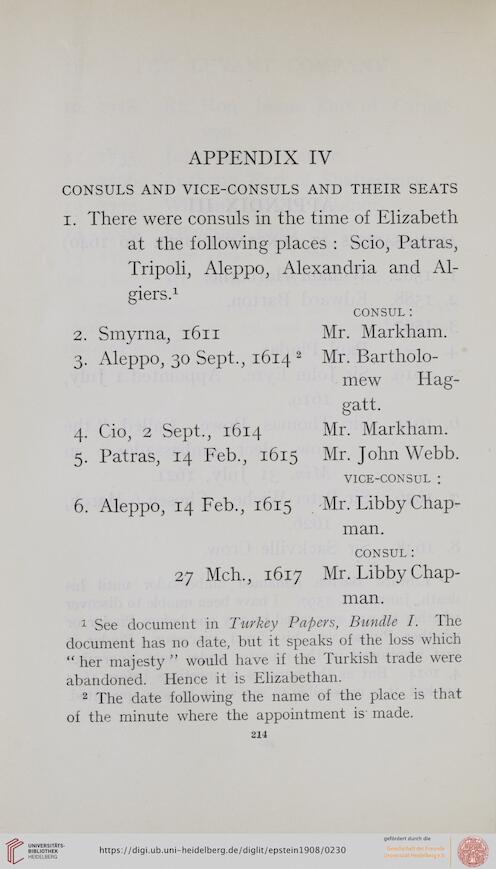 APPENDIX IV
CONSULS AND VICE-CONSULS AND THEIR SEATS
1. There were consuls in the time of Elizabeth
at the following places : Scio, Patras,
Tripoli, Aleppo, Alexandria and Al-
giers.¹
CONSUL :
2. Smyrna, 1611 Mr. Markham.
3. Aleppo, 30 Sept., 1614 ² Mr. Bartholo-
mew Hag-
gatt.
4. Cio, 2 Sept., 1614 Mr. Markham.
5. Patras, 14 Feb., 1615 Mr. John Webb.
VICE-CONSUL :
6. Aleppo, 14 Feb., 1615 Mr. Libby Chap-
man.
CONSUL :
27 Mch., 1617 Mr. Libby Chap-
man.
¹ See document in Turkey Papers, Bundle I. The
document has no date, but it speaks of the loss which
" her majesty " would have if the Turkish trade were
abandoned. Hence it is Elizabethan.
² The date following the name of the place is that
of the minute where the appointment is made.
214
UNIVERSITÄTS-
BIBLIOTHEK
HEIDELBERG
https://digi.ub.uni-heidelberg.de/diglit/epstein1908/0230
gefördert durch die
Gesellschaft der Freunde
Universität Heidelberg e.V.